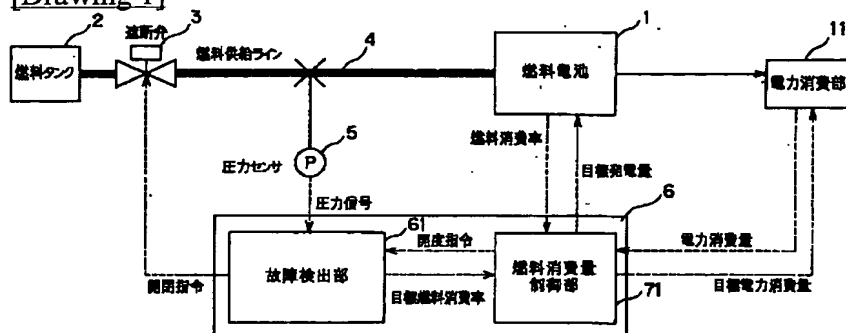 [Drawing 1]
2
3
遮断弁
燃料タンク
燃料供給ライン
4
1
燃料電池
11
電力消費部
5
P
圧力センサ
圧力信号
燃料消費率
目標発電量
6
61
故障検出部
開度指令
燃料消費量
制御部
71
電力消費量
開閉指令
目標燃料消費率
目標電力消費量